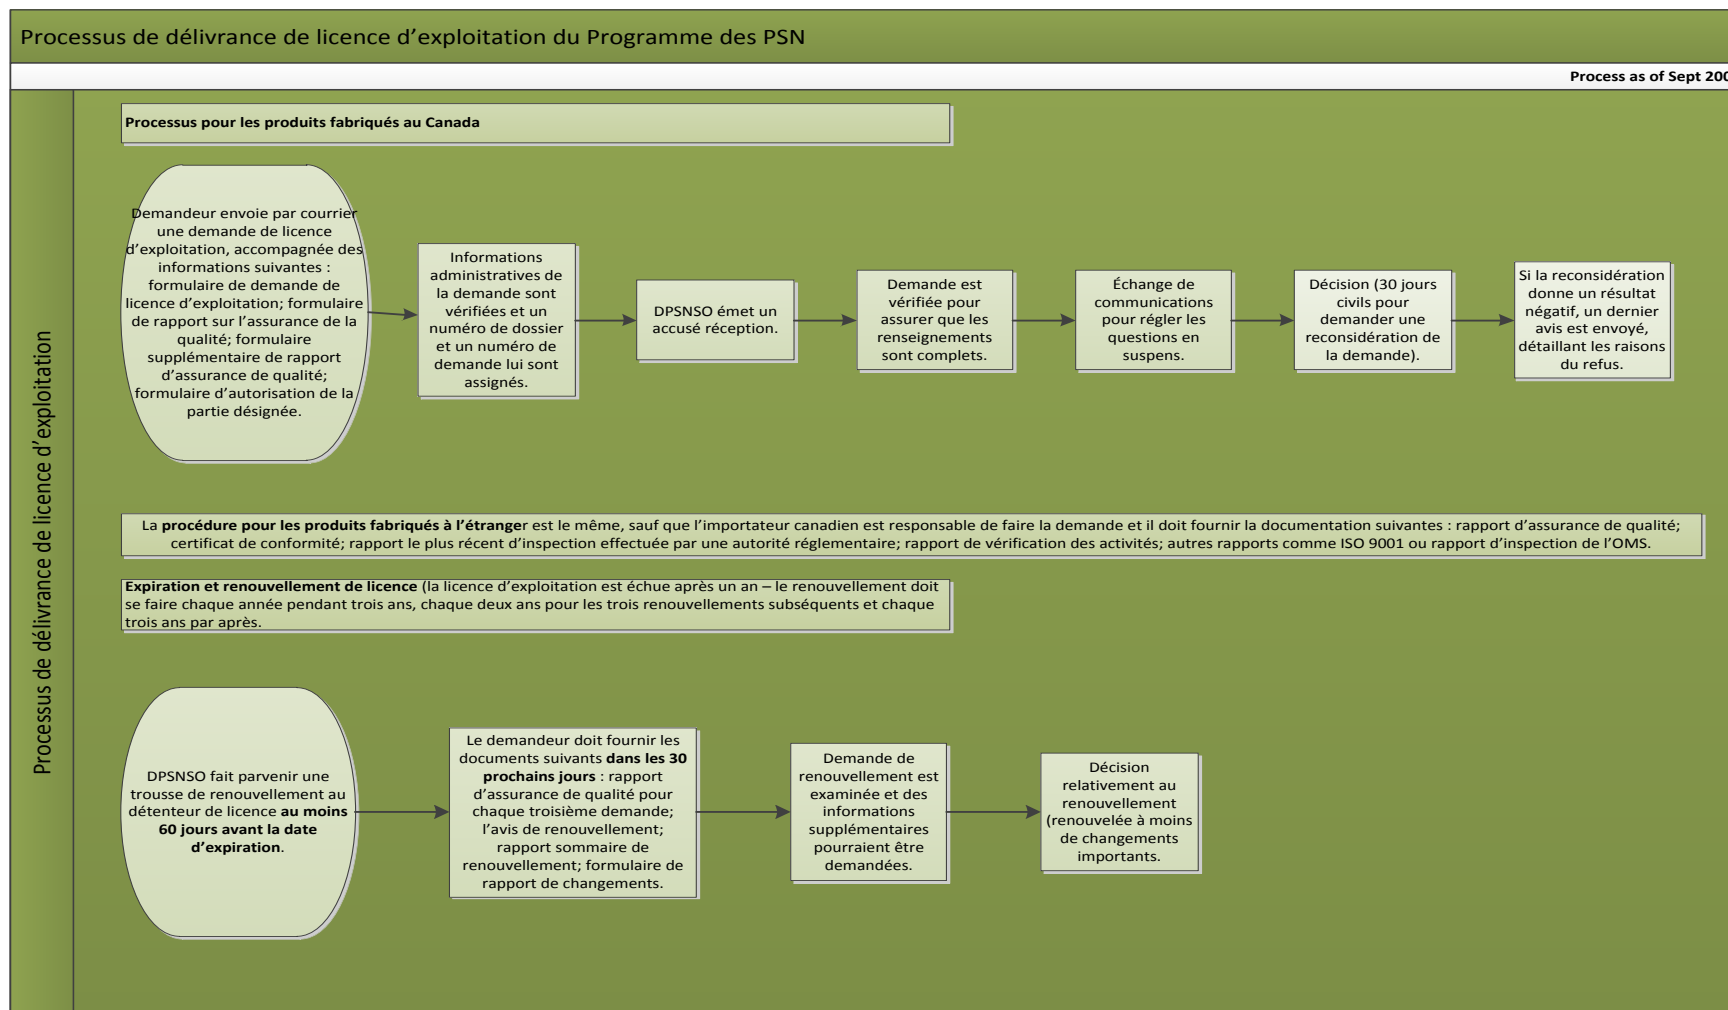 Processus de délivrance de licence d'exploitation du Programme des PSN
Process as of Sept 200
Processus de délivrance de licence d'exploitation
Processus pour les produits fabriqués au Canada
Demandeur envoie par courrier
une demande de licence
d'exploitation, accompagnée des
informations suivantes :
formulaire de demande de
licence d'exploitation; formulaire
de rapport sur l'assurance de la
qualité; formulaire
supplémentaire de rapport
d'assurance de qualité;
formulaire d'autorisation de la
partie désignée.
Informations
administratives de
la demande sont
vérifiées et un
numéro de dossier
et un numéro de
demande lui sont
assignés.
DPSNSO émet un
accusé réception.
Demande est
vérifiée pour
assurer que les
renseignements
sont complets.
Échange de
communications
pour régler les
questions en
suspens.
Décision (30 jours
civils pour
demander une
reconsidération de
la demande).
Si la reconsidération
donne un résultat
négatif, un dernier
avis est envoyé,
détaillant les raisons
du refus.
La procédure pour les produits fabriqués à l'étranger est le même, sauf que l'importateur canadien est responsable de faire la demande et il doit fournir la documentation suivantes : rapport d'assurance de qualité;
certificat de conformité; rapport le plus récent d'inspection effectuée par une autorité réglementaire; rapport de vérification des activités; autres rapports comme ISO 9001 ou rapport d'inspection de l'OMS.
Expiration et renouvellement de licence (la licence d'exploitation est échue après un an – le renouvellement doit
se faire chaque année pendant trois ans, chaque deux ans pour les trois renouvellements subséquents et chaque
trois ans par après.
DPSNSO fait parvenir une
trousse de renouvellement au
détenteur de licence au moins
60 jours avant la date
d'expiration.
Le demandeur doit fournir les
documents suivants dans les 30
prochains jours : rapport
d'assurance de qualité pour
chaque troisième demande;
l'avis de renouvellement;
rapport sommaire de
renouvellement; formulaire de
rapport de changements.
Demande de
renouvellement est
examinée et des
informations
supplémentaires
pourraient être
demandées.
Décision
relativement au
renouvellement
(renouvelée à moins
de changements
importants.